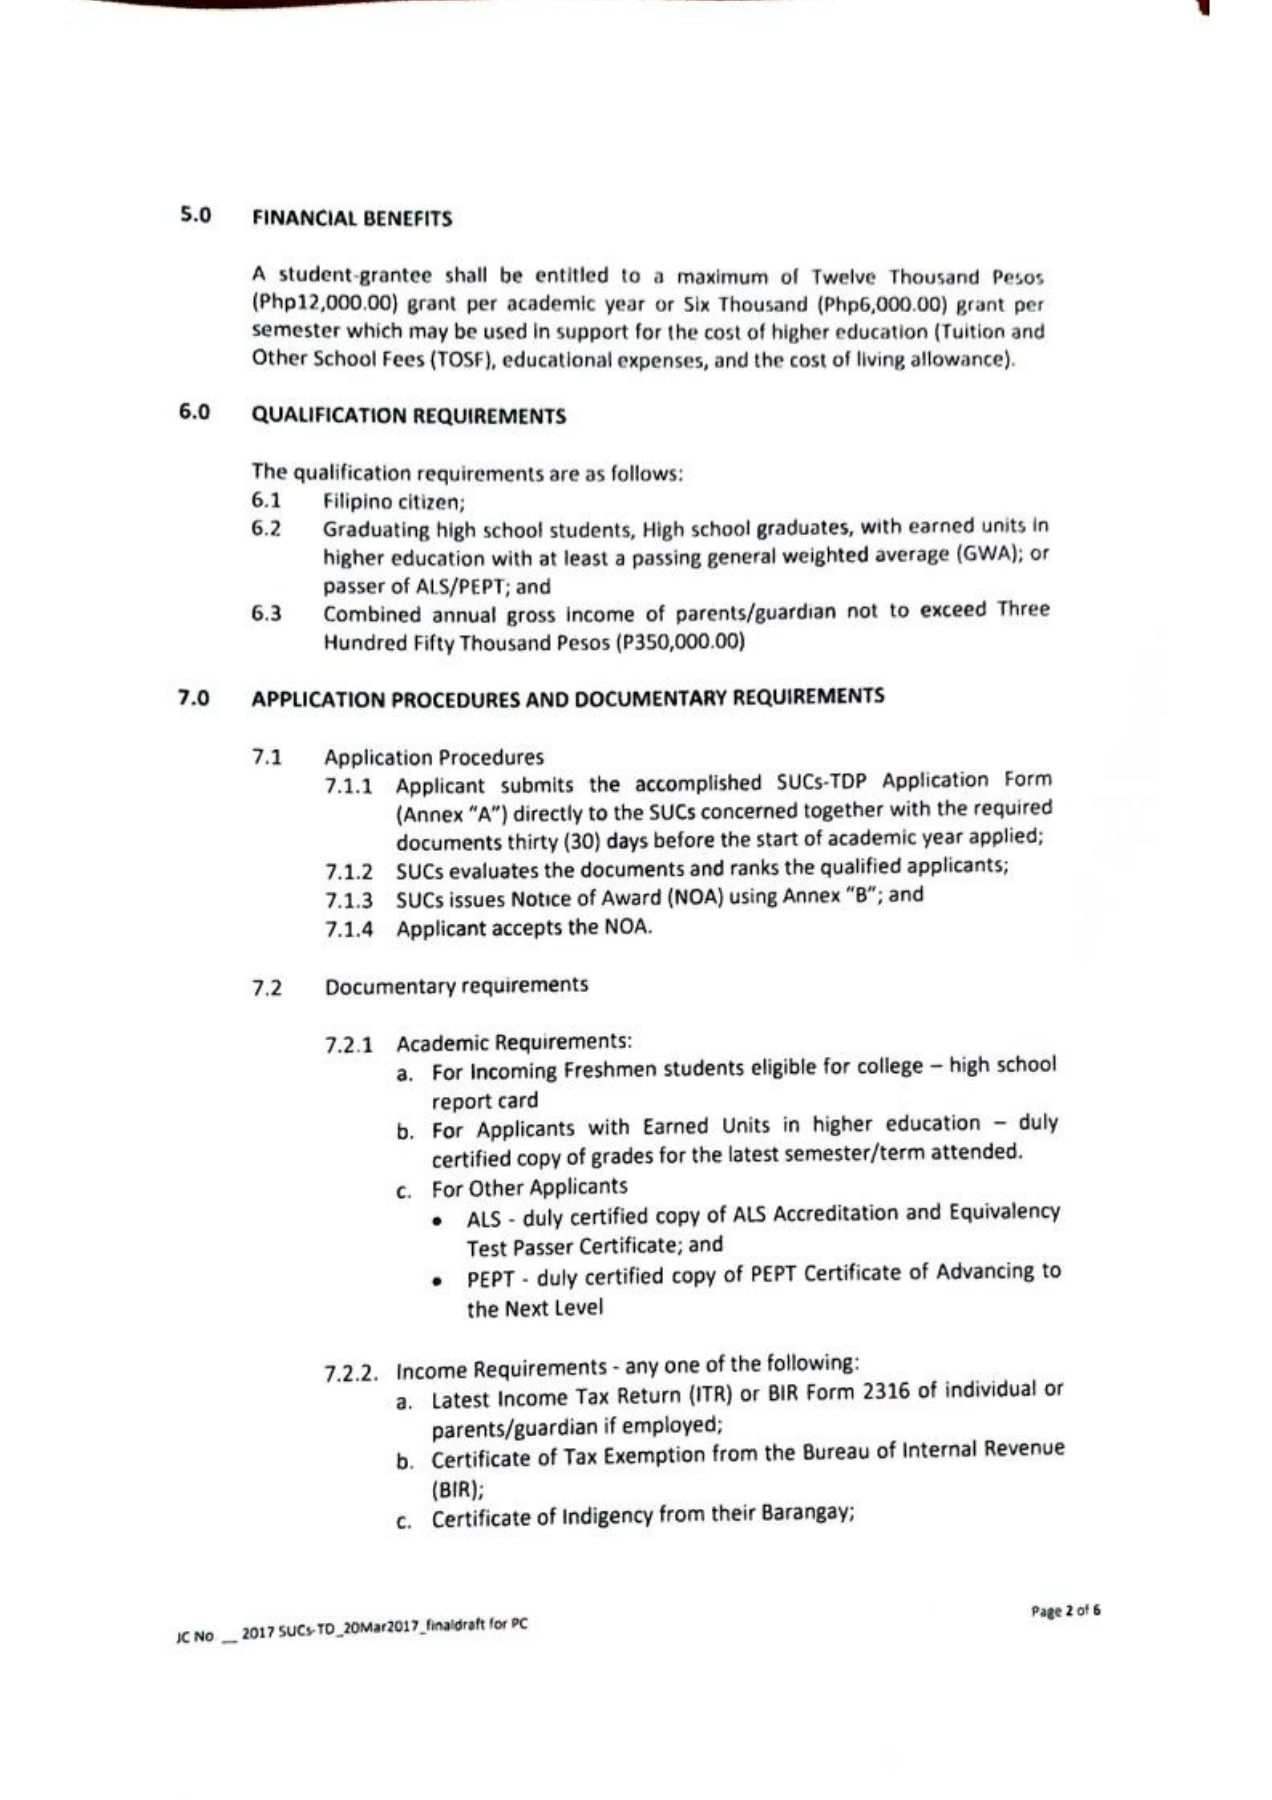 5.0 FINANCIAL BENEFITS
A student-grantee shall be entitled to a maximum of Twelve Thousand Pesos
(Php12,000.00) grant per academic year or Six Thousand (Php6,000.00) grant per
semester which may be used in support for the cost of higher education (Tuition and
Other School Fees (TOSF), educational expenses, and the cost of living allowance).
6.0 QUALIFICATION REQUIREMENTS
The qualification requirements are as follows:
6.1 Filipino citizen;
6.2 Graduating high school students, High school graduates, with earned units in
higher education with at least a passing general weighted average (GWA); or
passer of ALS/PEPT; and
6.3 Combined annual gross income of parents/guardian not to exceed Three
Hundred Fifty Thousand Pesos (P350,000.00)
7.0 APPLICATION PROCEDURES AND DOCUMENTARY REQUIREMENTS
7.1 Application Procedures
7.1.1 Applicant submits the accomplished SUCs-TDP Application Form
(Annex "A") directly to the SUCs concerned together with the required
documents thirty (30) days before the start of academic year applied;
7.1.2 SUCs evaluates the documents and ranks the qualified applicants;
7.1.3 SUCs issues Notice of Award (NOA) using Annex "B"; and
7.1.4 Applicant accepts the NOA.
7.2 Documentary requirements
7.2.1 Academic Requirements:
a. For Incoming Freshmen students eligible for college – high school
report card
b. For Applicants with Earned Units in higher education – duly
certified copy of grades for the latest semester/term attended.
c. For Other Applicants
• ALS - duly certified copy of ALS Accreditation and Equivalency
Test Passer Certificate; and
• PEPT - duly certified copy of PEPT Certificate of Advancing to
the Next Level
7.2.2. Income Requirements - any one of the following:
a. Latest Income Tax Return (ITR) or BIR Form 2316 of individual or
parents/guardian if employed;
b. Certificate of Tax Exemption from the Bureau of Internal Revenue
(BIR);
c. Certificate of Indigency from their Barangay;
JC No __ 2017 SUCs-TD_20Mar2017_finaldraft for PC
Page 2 of 6